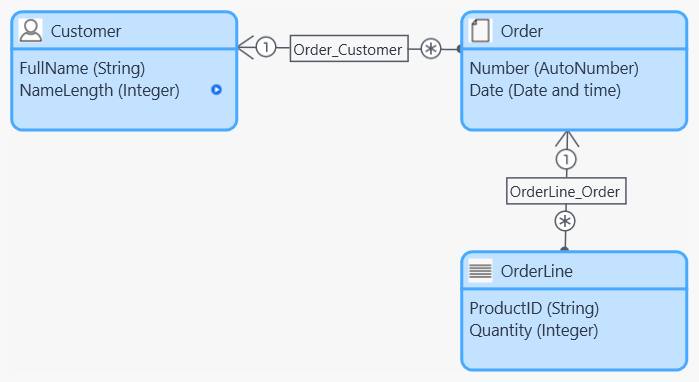 Customer
FullName (String)
NameLength (Integer)
1
Order_Customer
*
Order
Number (AutoNumber)
Date (Date and time)
1
OrderLine_Order
*
OrderLine
ProductID (String)
Quantity (Integer)